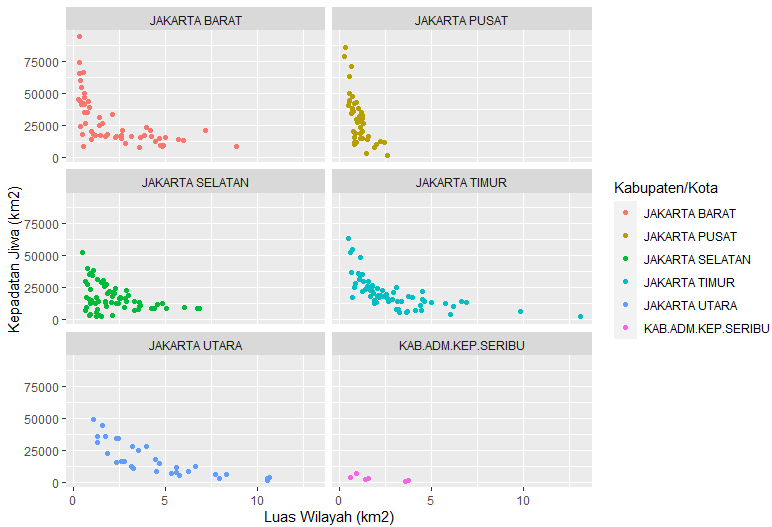 JAKARTA BARAT
JAKARTA PUSAT
75000
50000
25000
0
JAKARTA SELATAN
JAKARTA TIMUR
75000
50000
25000
0
JAKARTA UTARA
KAB.ADM.KEP.SERIBU
75000
50000
25000
0
0 5 10 0 5 10
Luas Wilayah (km2)
Kepadatan Jiwa (km2)
Kabupaten/Kota
JAKARTA BARAT
JAKARTA PUSAT
JAKARTA SELATAN
JAKARTA TIMUR
JAKARTA UTARA
KAB.ADM.KEP.SERIBU